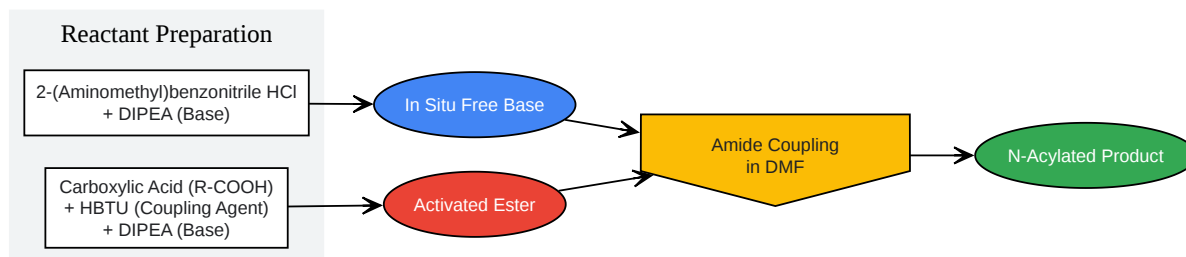 Reactant Preparation
2-(Aminomethyl)benzonitrile HCl
+ DIPEA (Base)
In Situ Free Base
Carboxylic Acid (R-COOH)
+ HBTU (Coupling Agent)
+ DIPEA (Base)
Activated Ester
Amide Coupling
in DMF
N-Acylated Product